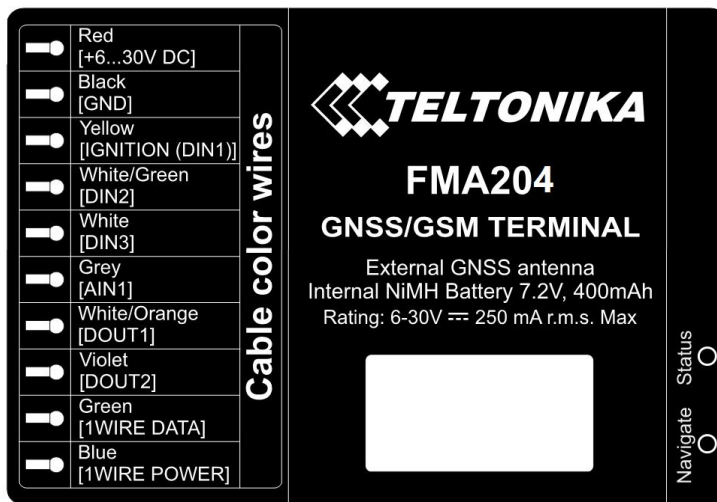 Red
[+6...30V DC]
Black
[GND]
Yellow
[IGNITION (DIN1)]
White/Green
[DIN2]
White
[DIN3]
Grey
[AIN1]
White/Orange
[DOUT1]
Violet
[DOUT2]
Green
[1WIRE DATA]
Blue
[1WIRE POWER]
Cable color wires
TELTONIKA
FMA204
GNSS/GSM TERMINAL
External GNSS antenna
Internal NiMH Battery 7.2V, 400mAh
Rating: 6-30V ⎓ 250 mA r.m.s. Max
Status
Navigate